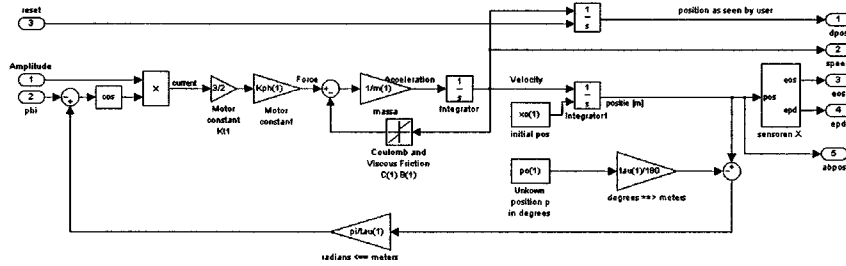 reset
3
1
s
position as seen by user
1
dpos
2
speed
Amplitude
1
2
phi
cos
×
current
3/2
Motor
constant
Kt1
Kph(1)
Motor
constant
Force
1/m(1)
massa
Acceleration
1
s
Integrator
Velocity
1
s
Integrator1
xo(1)
initial pos
positie [m]
pos
eos
epd
sensoren X
3
eos
4
epd
5
abpos
Coulomb and
Viscous Friction
C(1) B(1)
po(1)
Unkown
position p
in degrees
tau(1)/180
degrees ==> meters
pi/tau(1)
radians <== meters